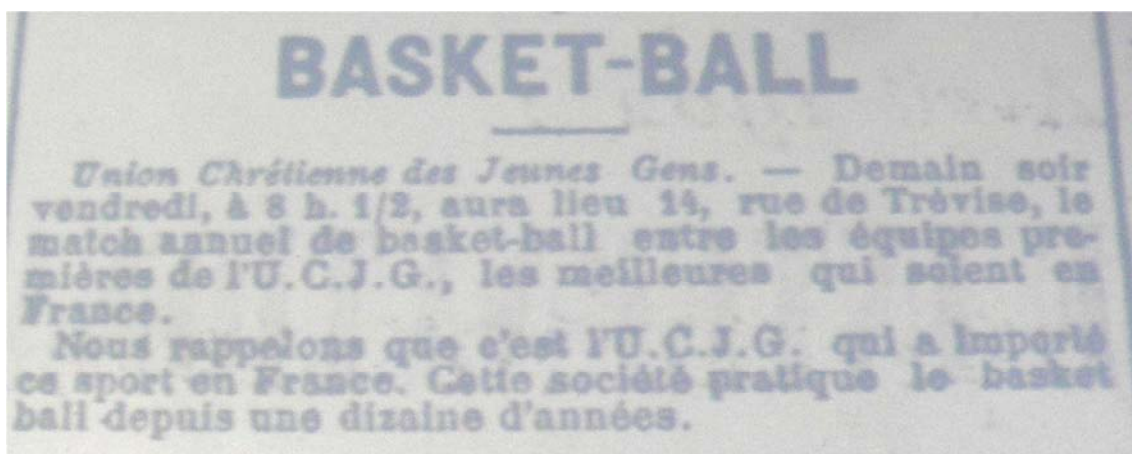 BASKET-BALL
Union Chrétienne des Jeunes Gens. — Demain soir
vendredi, à 8 h. 1/2, aura lieu 14, rue de Trévise, le
match annuel de basket-ball entre les équipes pre-
mières de l'U.C.J.G., les meilleures qui soient en
France.
Nous rappelons que c'est l'U.C.J.G. qui a importé
ce sport en France. Cette société pratique le basket
ball depuis une dizaine d'années.